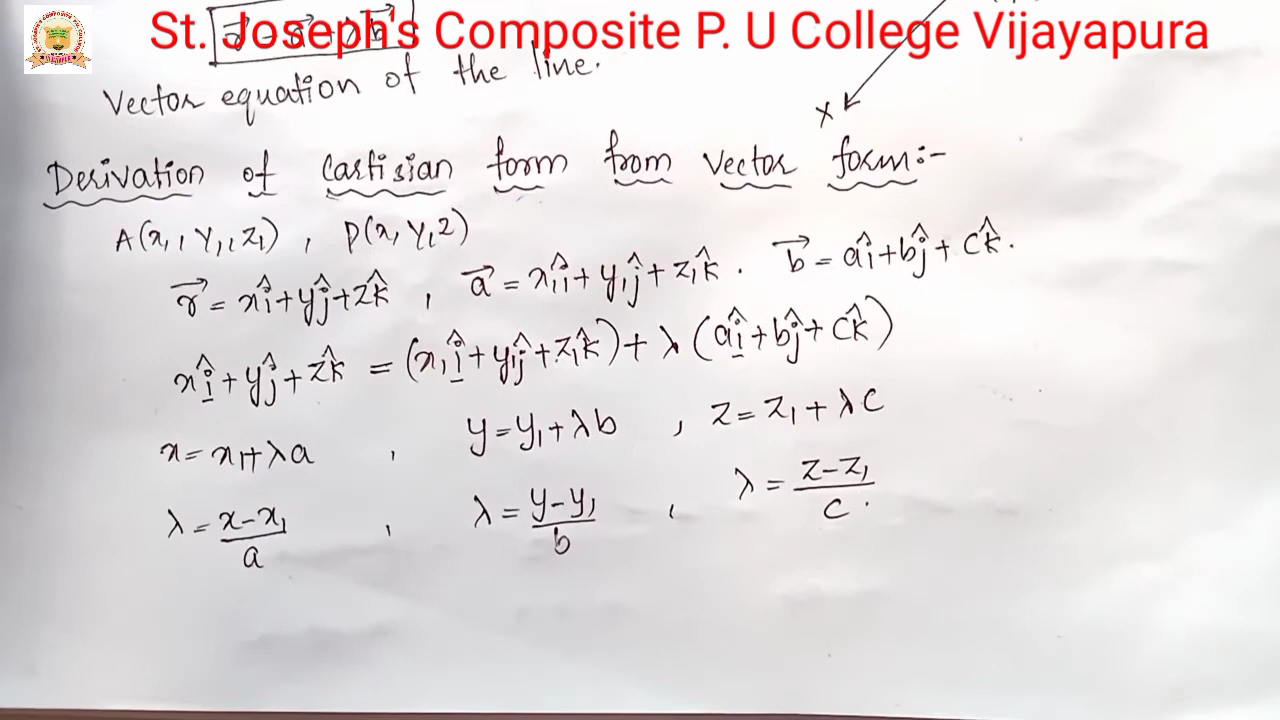 St. Joseph's Composite P. U College Vijayapura
Vector equation of the line.
Derivation of Cartisian form from Vector form:-
A(x₁, y₁, z₁) , P(x, y, z)
r⃗ = xî + yĵ + zk̂ , a⃗ = x₁î + y₁ĵ + z₁k̂ . b⃗ = aî + bĵ + ck̂ .
xî + yĵ + zk̂ = (x₁î + y₁ĵ + z₁k̂) + λ(aî + bĵ + ck̂)
x = x₁ + λa , y = y₁ + λb , z = z₁ + λc
λ = (x - x₁)/a , λ = (y - y₁)/b , λ = (z - z₁)/c .
X